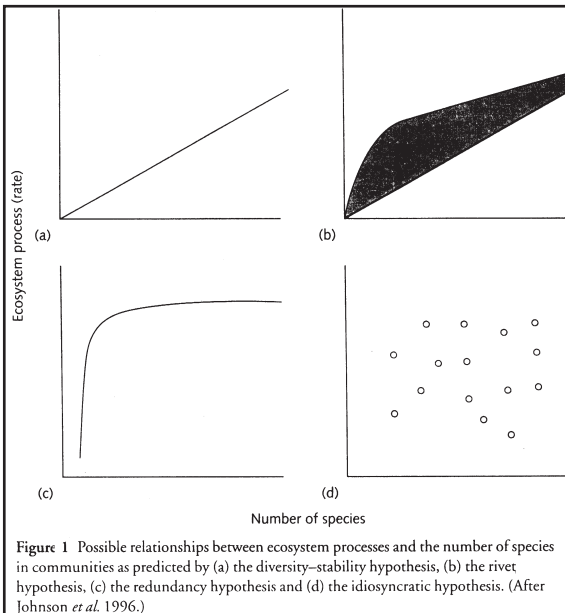 Ecosystem process (rate)
(a)
(b)
(c)
(d)
Number of species
Figure 1 Possible relationships between ecosystem processes and the number of species
in communities as predicted by (a) the diversity–stability hypothesis, (b) the rivet
hypothesis, (c) the redundancy hypothesis and (d) the idiosyncratic hypothesis. (After
Johnson et al. 1996.)